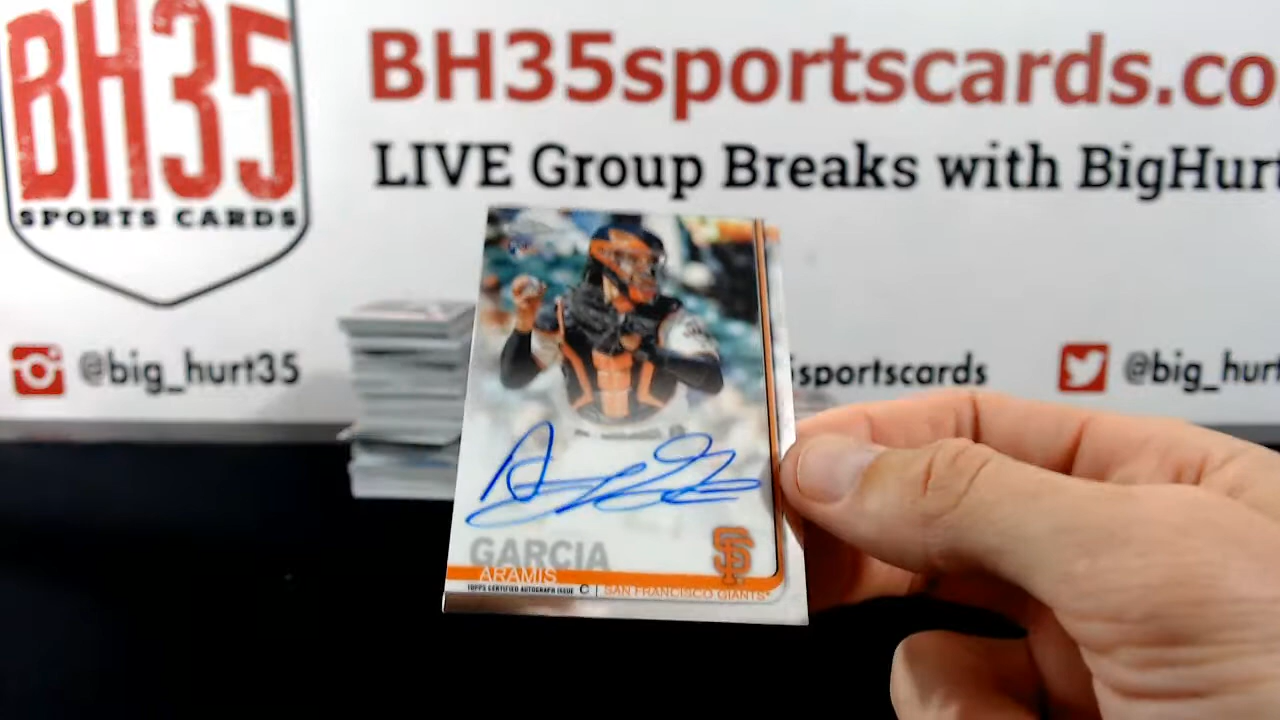 BH35
SPORTS CARDS
BH35sportscards.co
LIVE Group Breaks with BigHurt
@big_hurt35
sportscards
@big_hurt
GARCIA
ARAMIS
TOPPS CERTIFIED AUTOGRAPH ISSUE C | SAN FRANCISCO GIANTS
SF